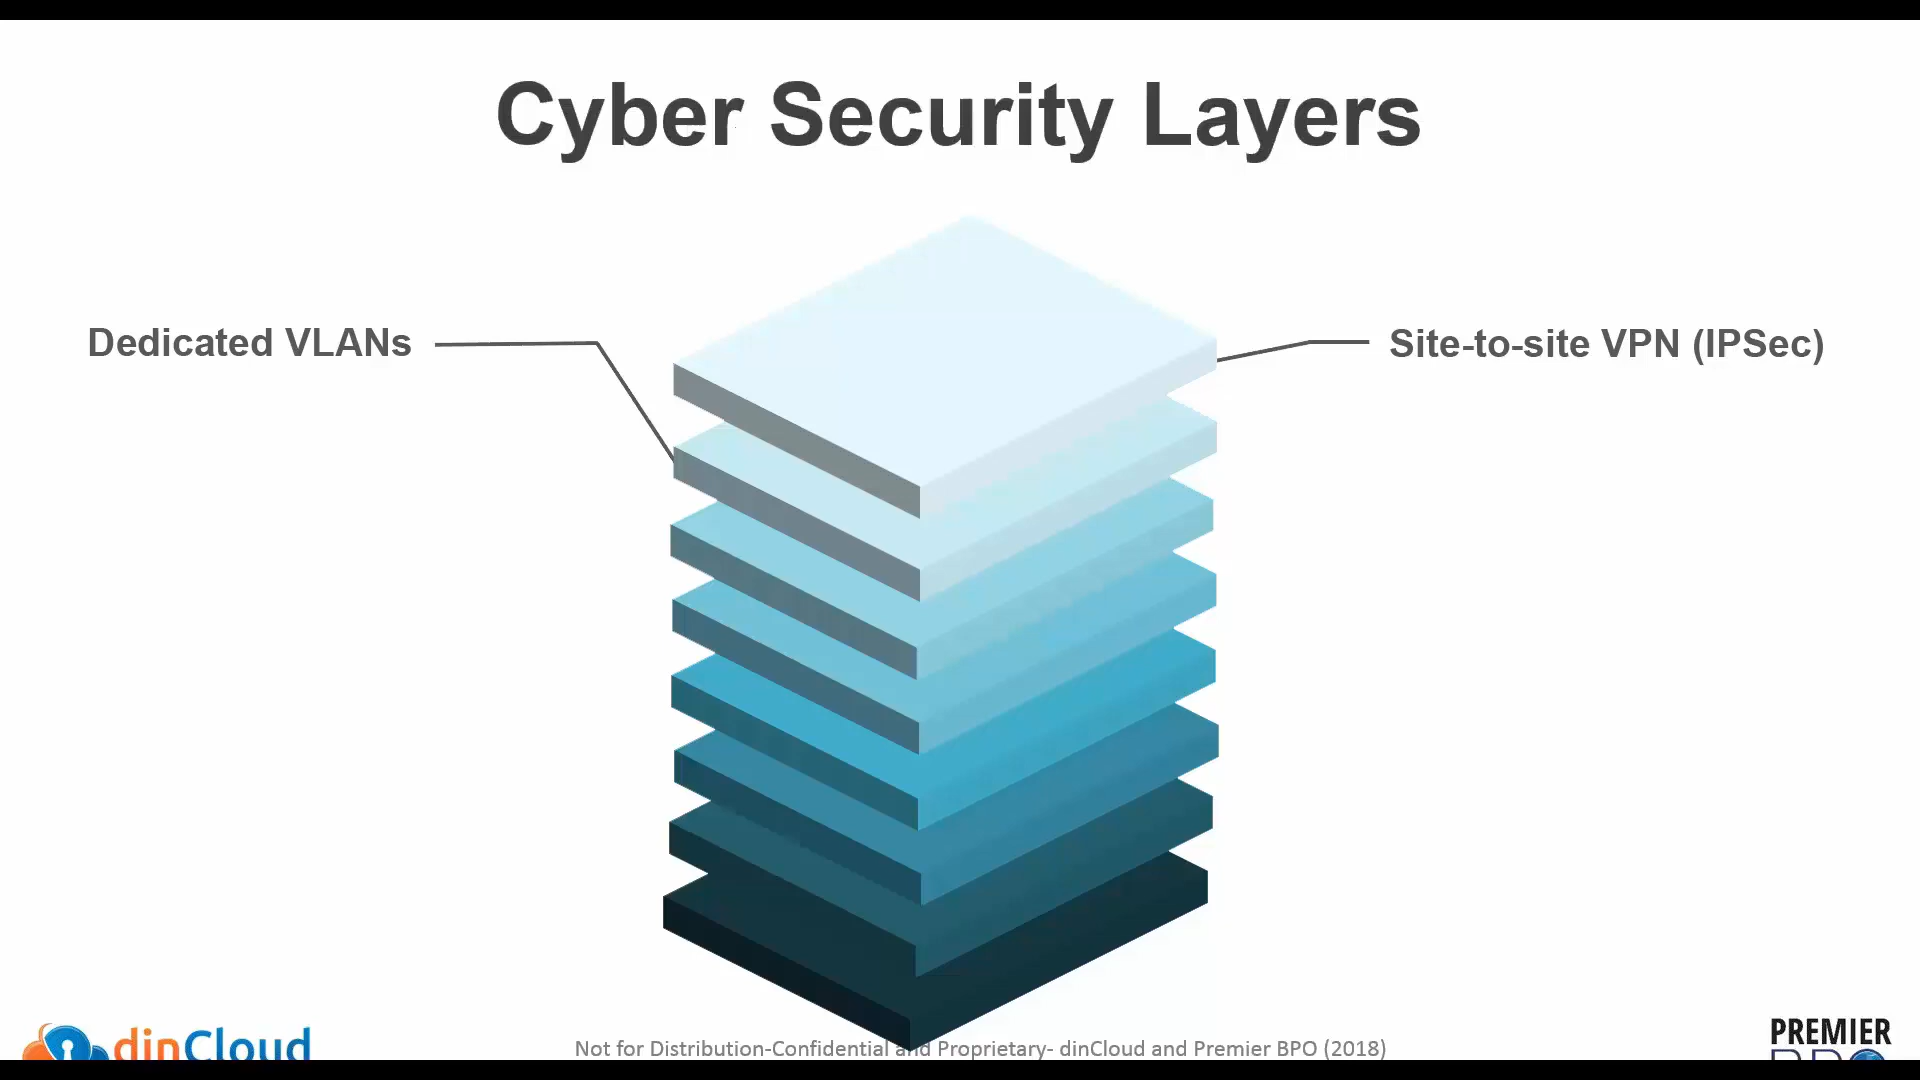 Cyber Security Layers
Dedicated VLANs
Site-to-site VPN (IPSec)
dinCloud
Not for Distribution-Confidential and Proprietary- dinCloud and Premier BPO (2018)
PREMIER
BPO